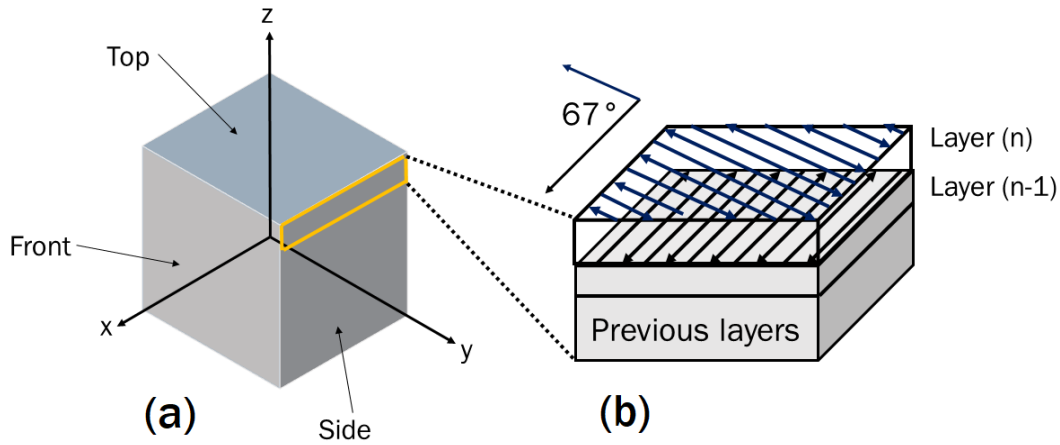 z
Top
Front
x
y
Side
(a)
67°
Layer (n)
Layer (n-1)
Previous layers
(b)